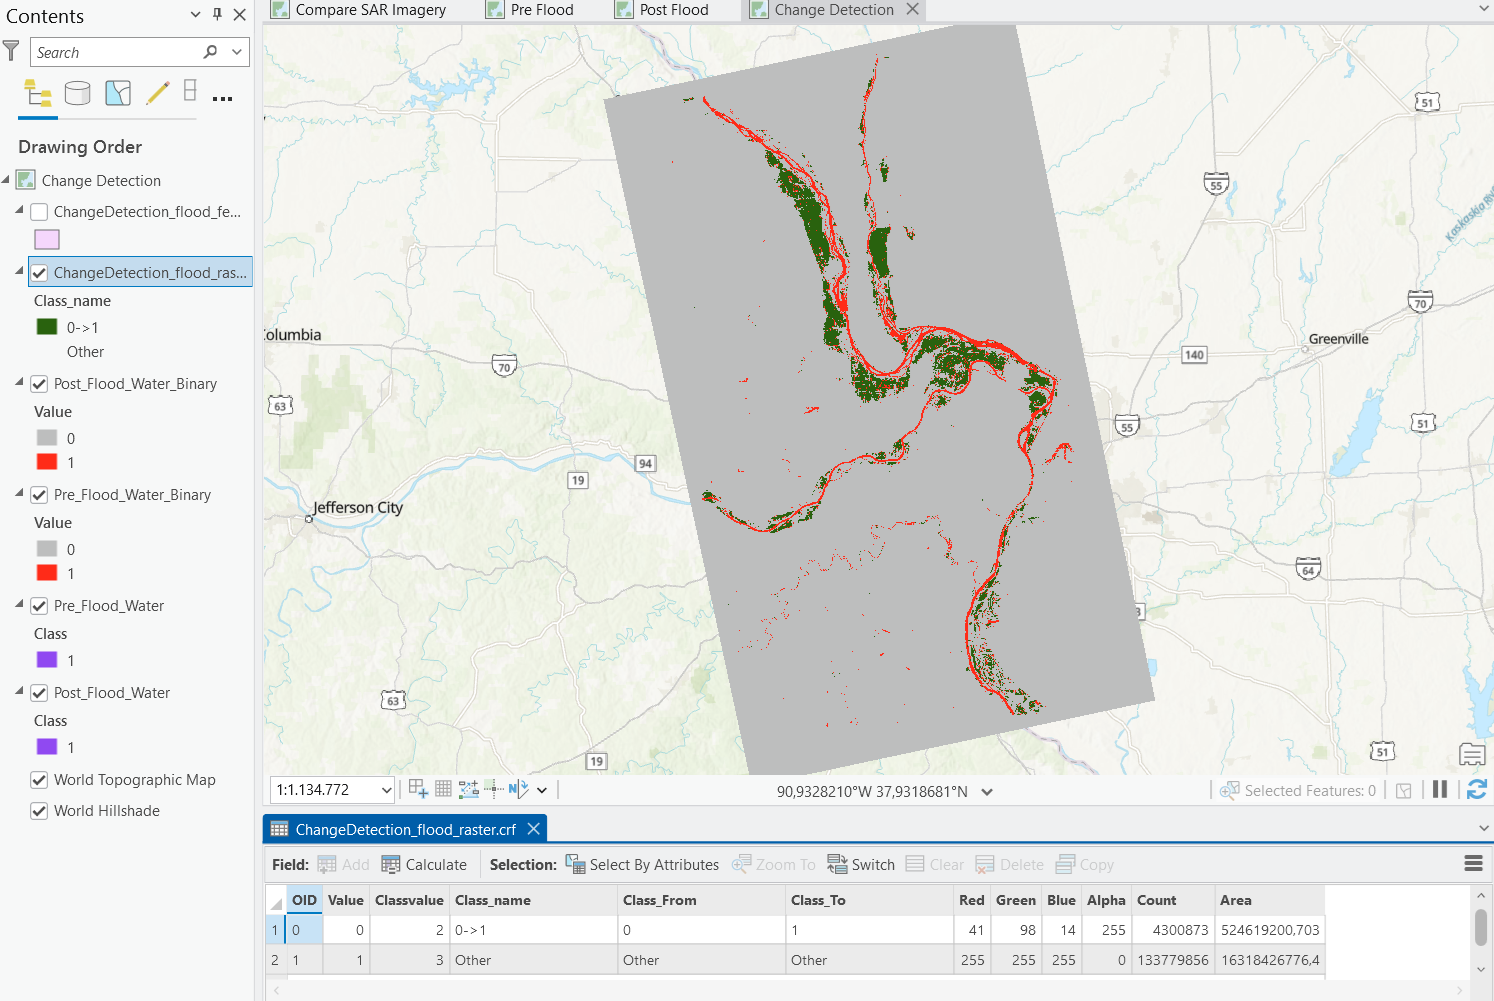 Contents
Search
Drawing Order
Change Detection
ChangeDetection_flood_fe...
ChangeDetection_flood_ras...
Class_name
0->1
Other
Post_Flood_Water_Binary
Value
0
1
Pre_Flood_Water_Binary
Value
0
1
Pre_Flood_Water
Class
1
Post_Flood_Water
Class
1
World Topographic Map
World Hillshade
Compare SAR Imagery Pre Flood Post Flood Change Detection
51
55
Kaskaskia
70
Columbia
Greenville
140
70
63
55
51
94
19
Jefferson City
64
63
51
19
1:1.134.772 N 90,9328210°W 37,9318681°N Selected Features: 0
ChangeDetection_flood_raster.crf
Field: Add Calculate Selection: Select By Attributes Zoom To Switch Clear Delete Copy
OID Value Classvalue Class_name Class_From Class_To Red Green Blue Alpha Count Area
1 0 0 2 0->1 0 1 41 98 14 255 4300873 524619200,703
2 1 1 3 Other Other Other 255 255 255 0 133779856 16318426776,4